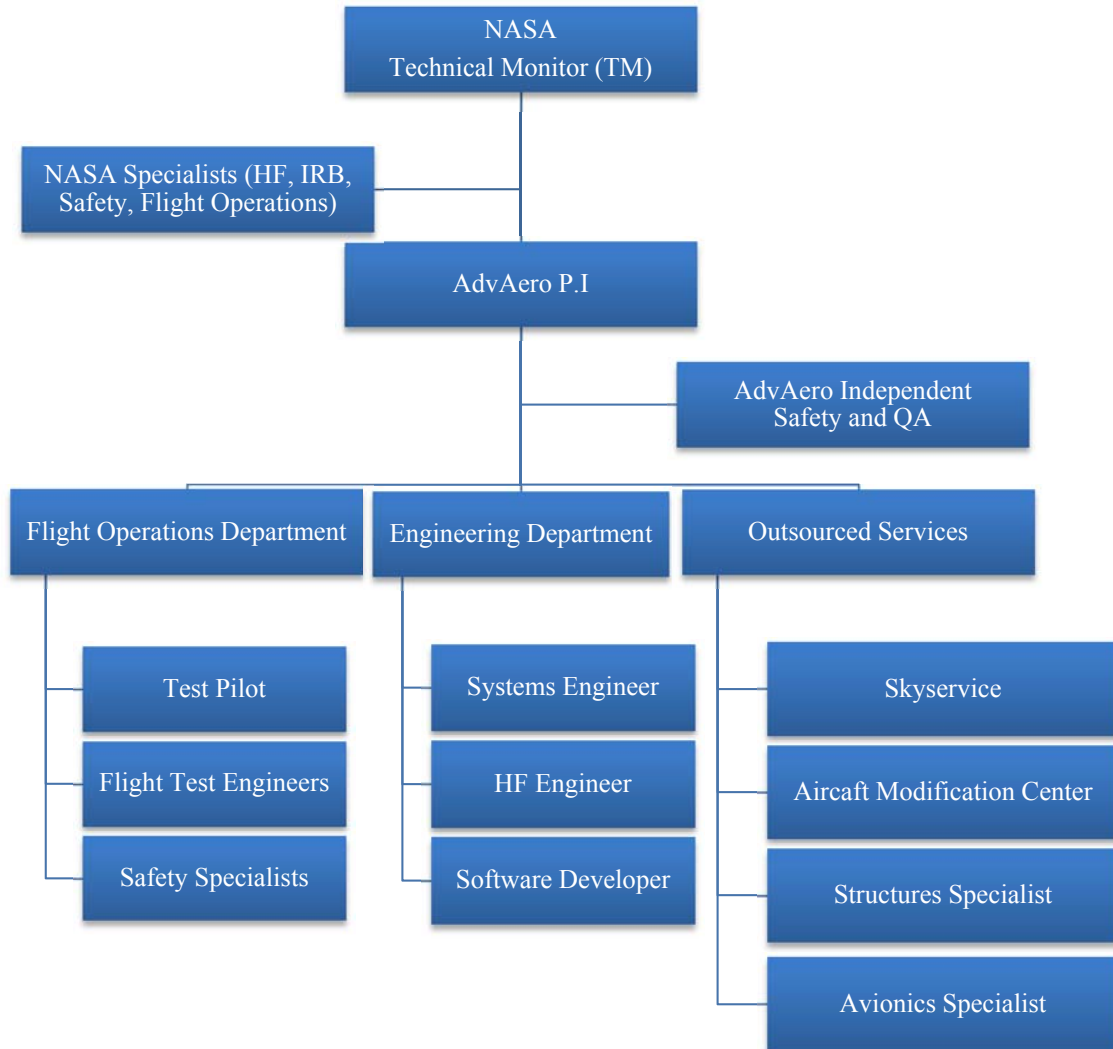 NASA
Technical Monitor (TM)
NASA Specialists (HF, IRB,
Safety, Flight Operations)
AdvAero P.I
AdvAero Independent
Safety and QA
Flight Operations Department
Engineering Department
Outsourced Services
Test Pilot
Flight Test Engineers
Safety Specialists
Systems Engineer
HF Engineer
Software Developer
Skyservice
Aircaft Modification Center
Structures Specialist
Avionics Specialist